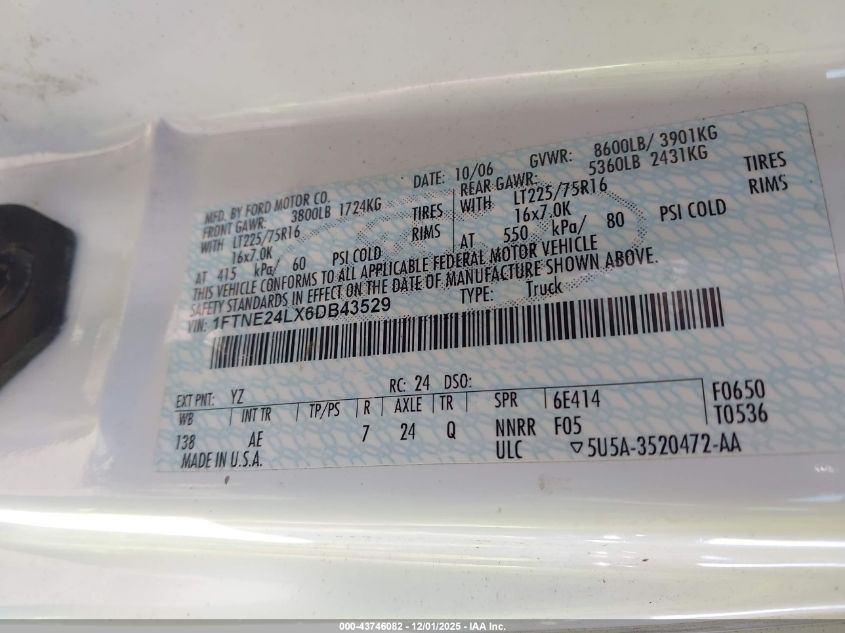 MFD. BY FORD MOTOR CO. DATE: 10/06 GVWR: 8600LB/ 3901KG
FRONT GAWR: 3800LB 1724KG REAR GAWR: 5360LB 2431KG
WITH LT225/75R16 TIRES WITH LT225/75R16 TIRES
16x7.0K RIMS 16x7.0K RIMS
AT 415 kPa/ 60 PSI COLD AT 550 kPa/ 80 PSI COLD
THIS VEHICLE CONFORMS TO ALL APPLICABLE FEDERAL MOTOR VEHICLE
SAFETY STANDARDS IN EFFECT ON THE DATE OF MANUFACTURE SHOWN ABOVE.
VIN: 1FTNE24LX6DB43529 TYPE: Truck
EXT PNT: YZ RC: 24 DSO:
WB INT TR TP/PS R AXLE TR SPR 6E414 F0650
138 AE 7 24 Q NNRR F05 T0536
MADE IN U.S.A. ULC ▽5U5A-3520472-AA
000-43746082 - 12/01/2025 - IAA Inc.